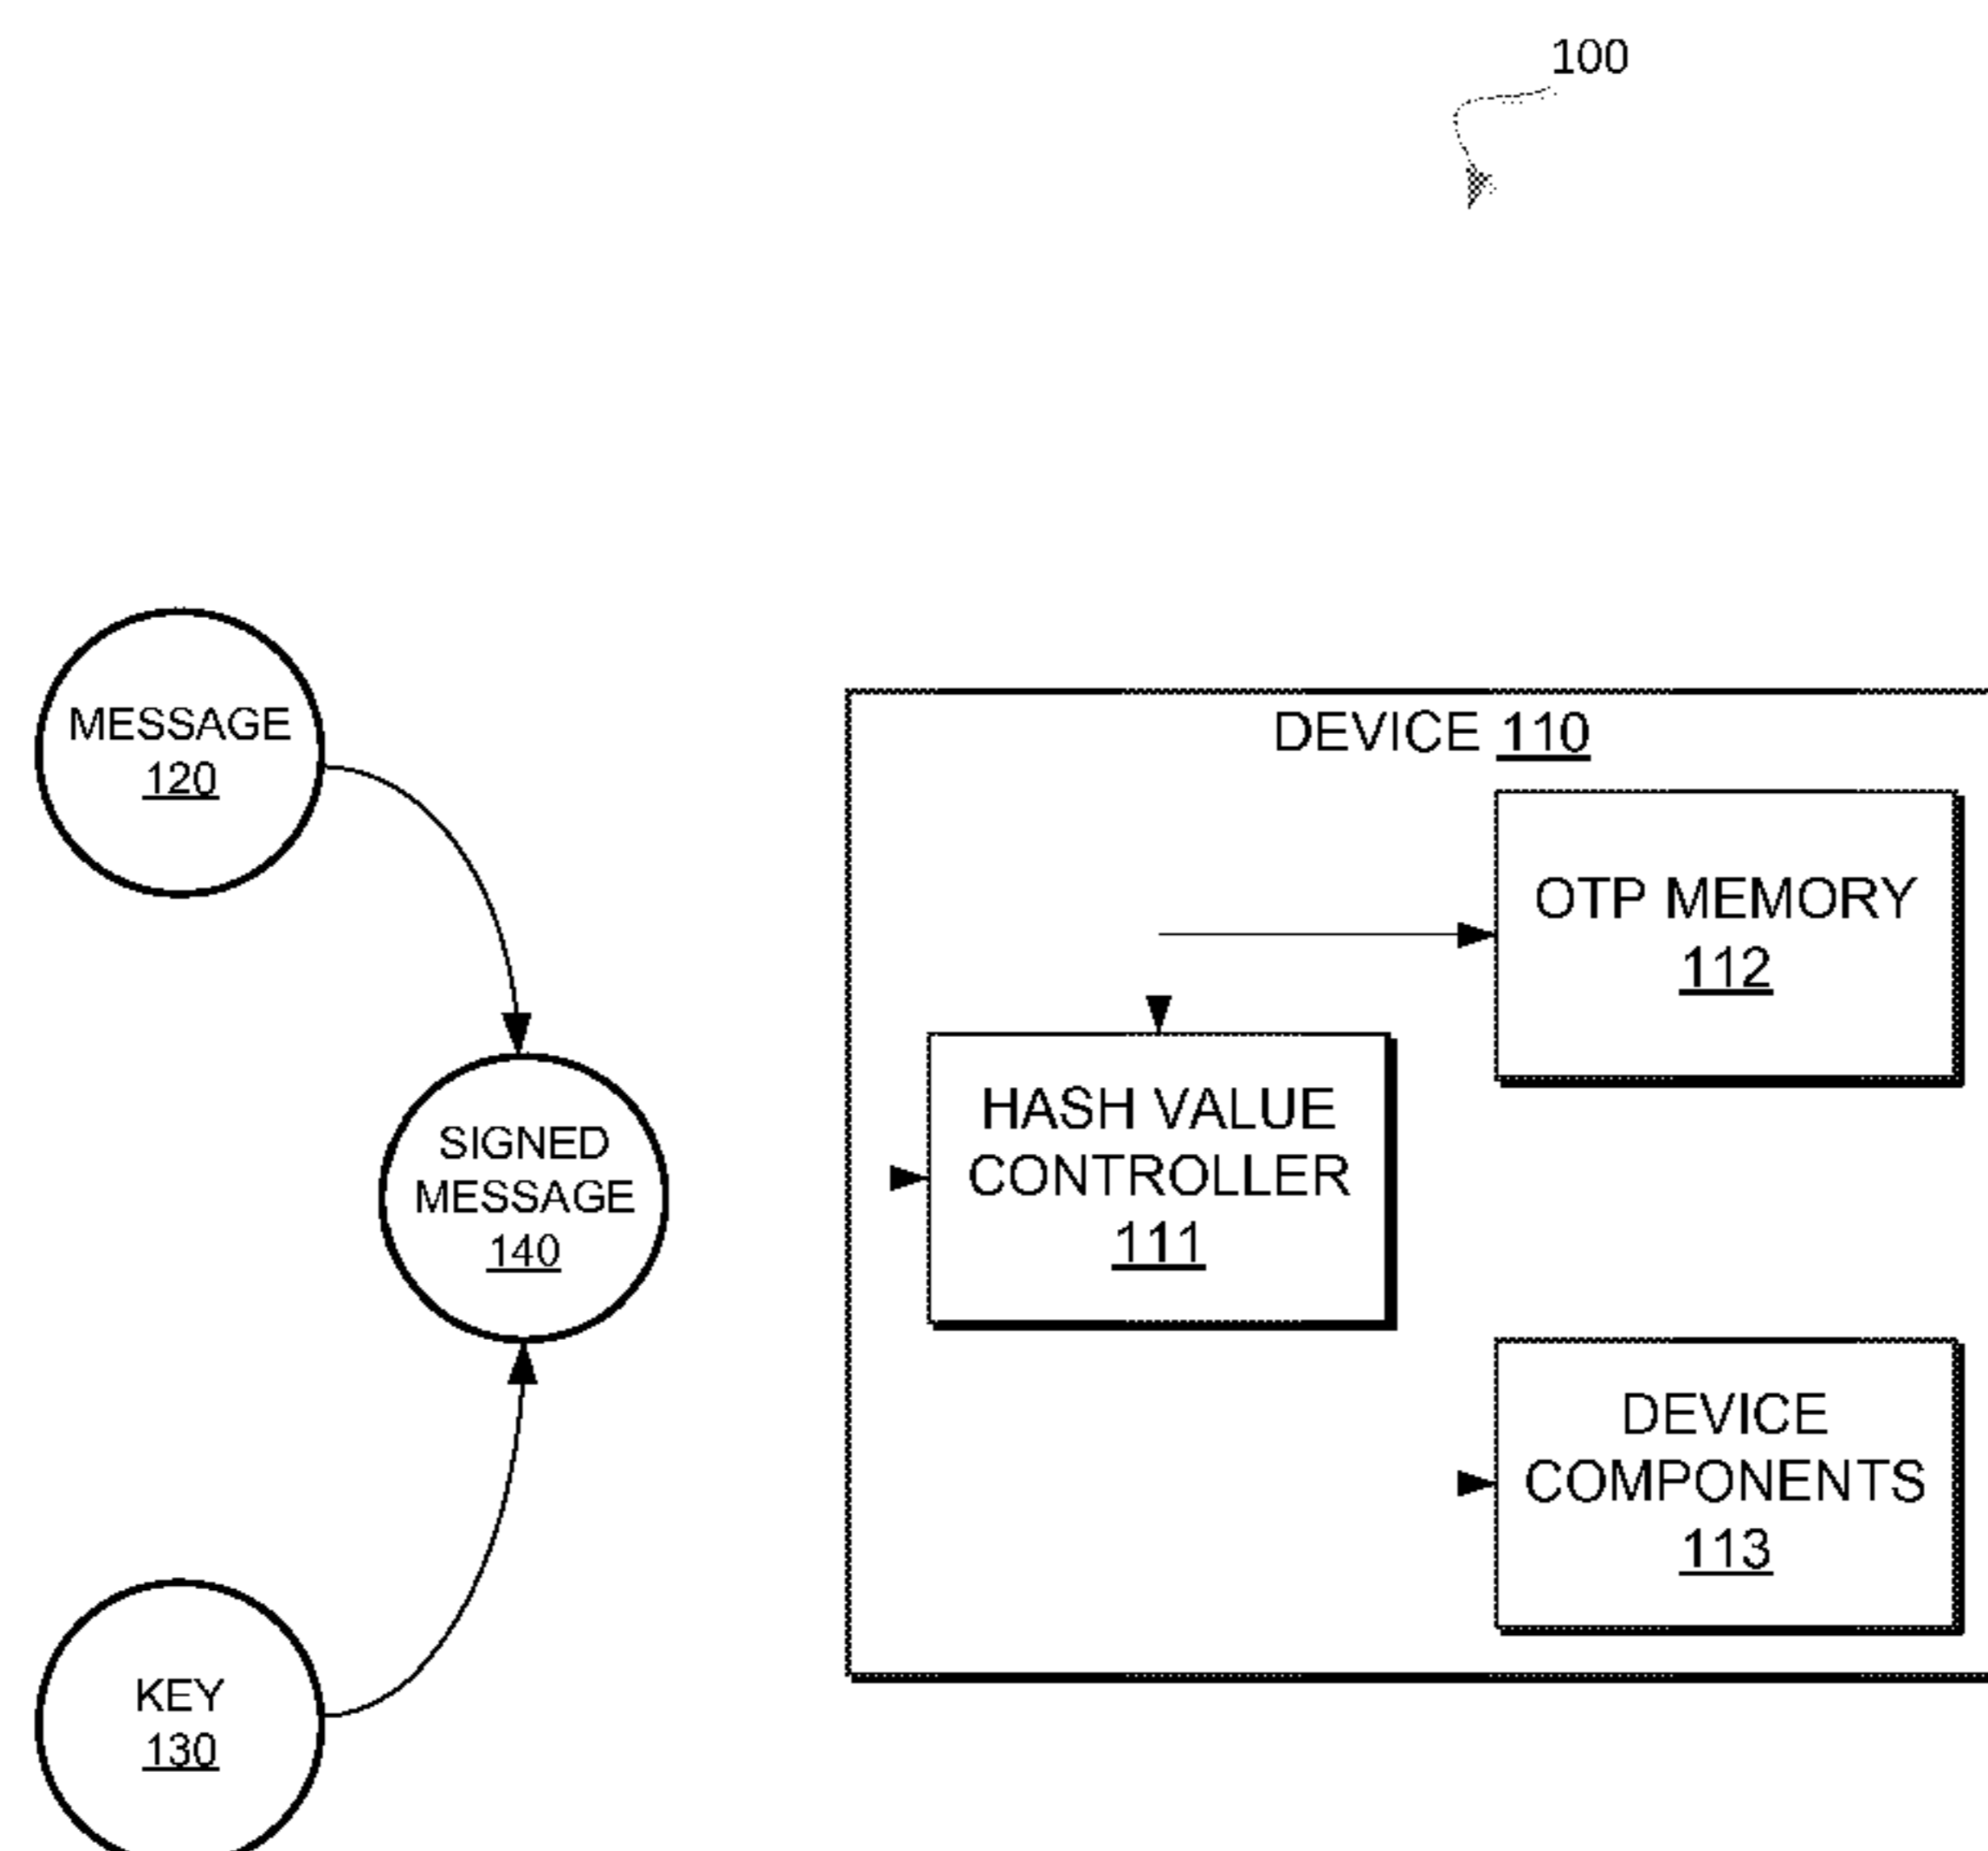 100
MESSAGE
120
DEVICE 110
OTP MEMORY
112
HASH VALUE
CONTROLLER
111
SIGNED
MESSAGE
140
DEVICE
COMPONENTS
113
KEY
130